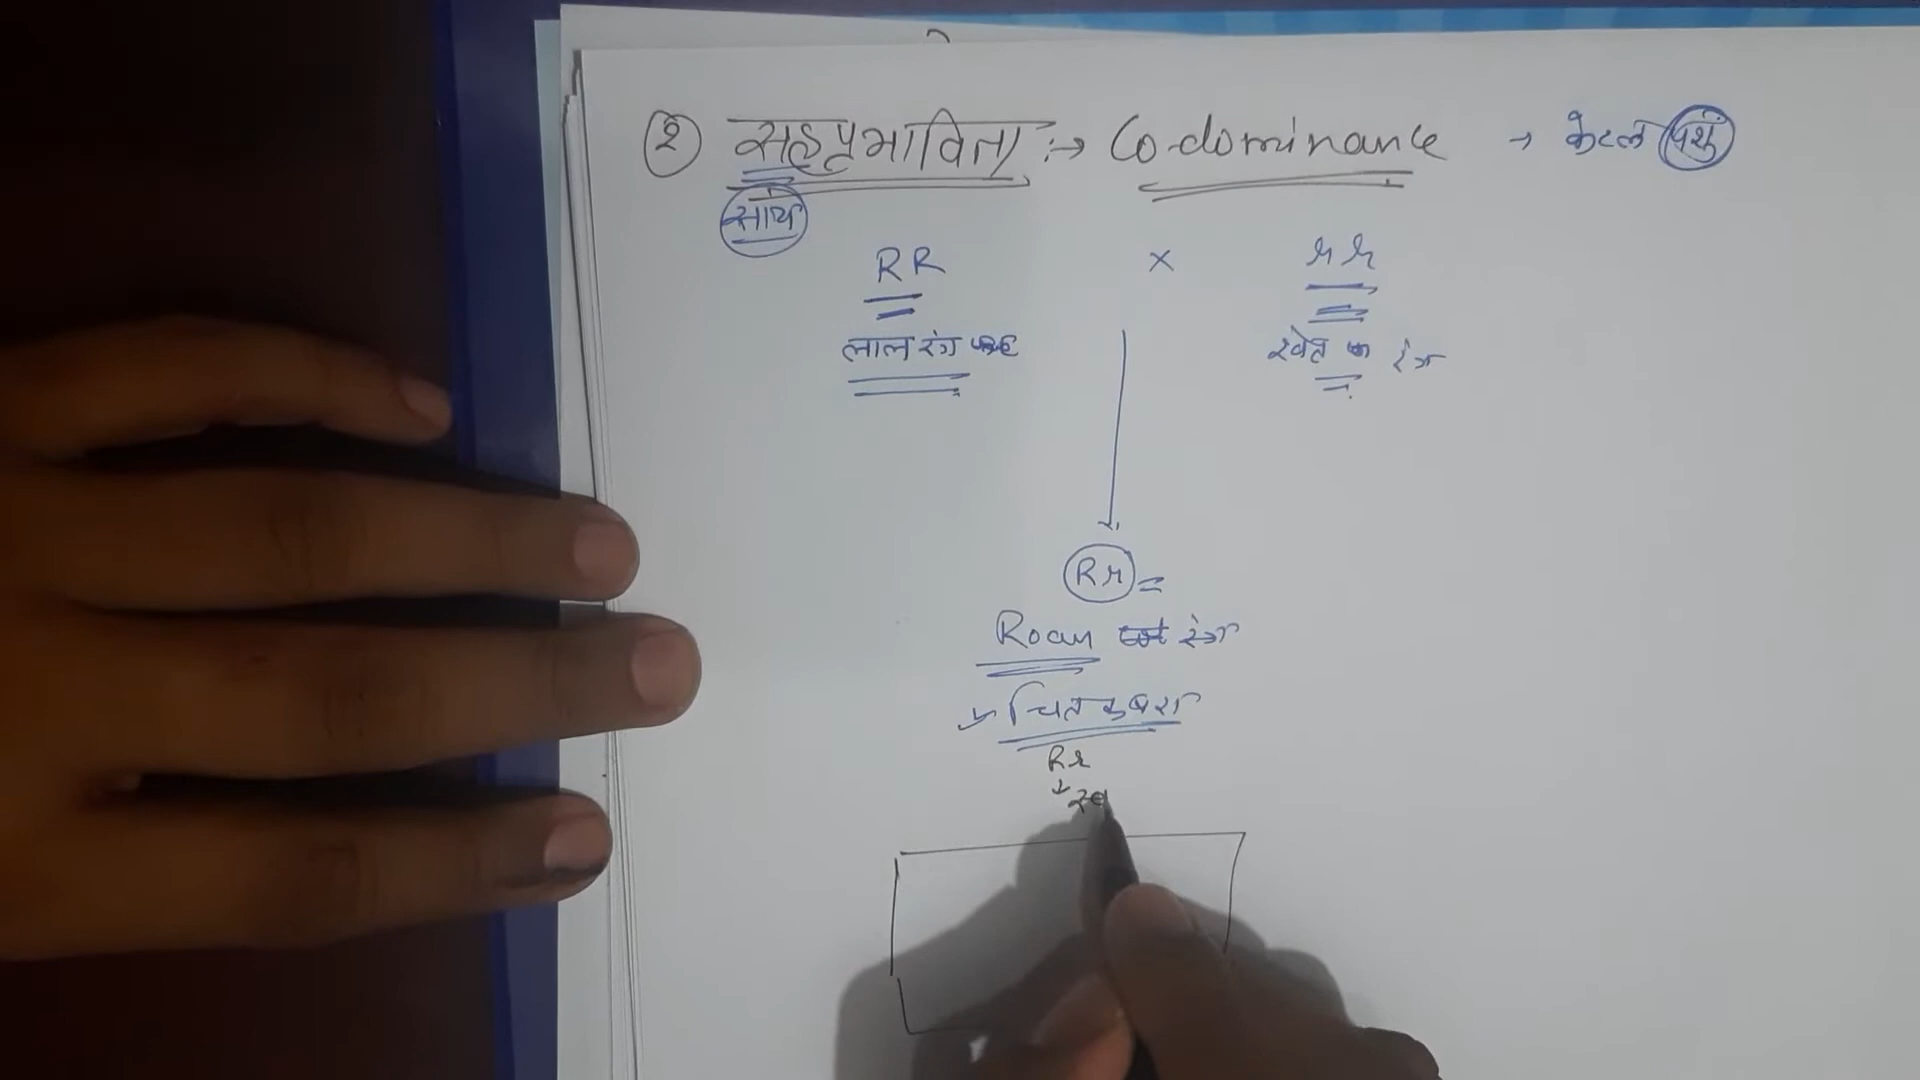 ② सहप्रभाविता :→ Co-dominance → केटल पशु
साथ
RR × rr
लाल रंग श्वेत रंग
Rr =
Roan रंग
चितकबरा
Rr